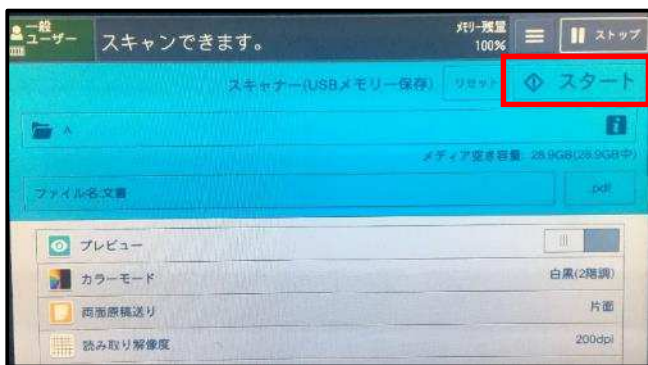 一般
ユーザー
スキャンできます。
メモリー残量
100%
ストップ
スキャナー(USBメモリー保存)
リセット
スタート
A
メディア空き容量: 28.9GB(28.9GB中)
ファイル名:文書
.pdf
プレビュー
カラーモード
白黒(2階調)
両面原稿送り
片面
読み取り解像度
200dpi